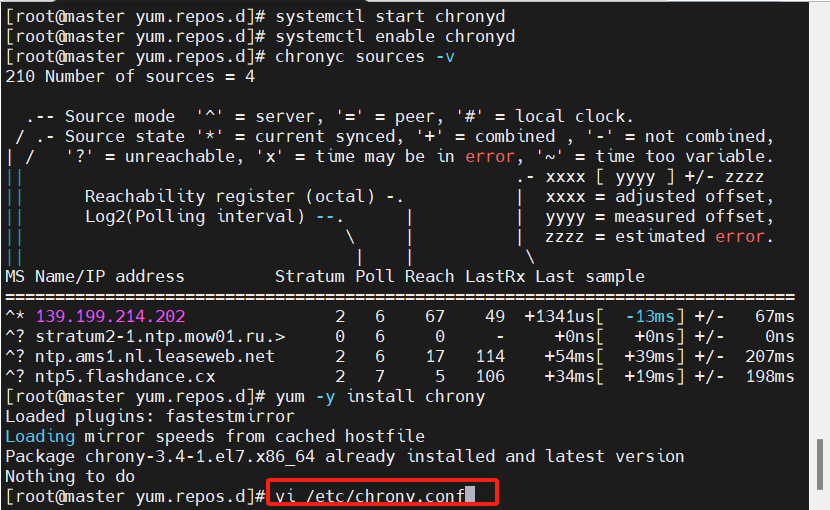 [root@master yum.repos.d]# systemctl start chronyd
[root@master yum.repos.d]# systemctl enable chronyd
[root@master yum.repos.d]# chronyc sources -v
210 Number of sources = 4

  .-- Source mode  '^' = server, '=' = peer, '#' = local clock.
 / .- Source state '*' = current synced, '+' = combined , '-' = not combined,
| /   '?' = unreachable, 'x' = time may be in error, '~' = time too variable.
||                                                 .- xxxx [ yyyy ] +/- zzzz
||      Reachability register (octal) -.           |  xxxx = adjusted offset,
||      Log2(Polling interval) --.      |          |  yyyy = measured offset,
||                                \     |          |  zzzz = estimated error.
||                                 |    |           \
MS Name/IP address         Stratum Poll Reach LastRx Last sample
===============================================================================
^* 139.199.214.202               2   6    67    49  +1341us[  -13ms] +/-   67ms
^? stratum2-1.ntp.mow01.ru.>     0   6     0     -     +0ns[   +0ns] +/-    0ns
^? ntp.ams1.nl.leaseweb.net      2   6    17   114    +54ms[  +39ms] +/-  207ms
^? ntp5.flashdance.cx            2   7     5   106    +34ms[  +19ms] +/-  198ms
[root@master yum.repos.d]# yum -y install chrony
Loaded plugins: fastestmirror
Loading mirror speeds from cached hostfile
Package chrony-3.4-1.el7.x86_64 already installed and latest version
Nothing to do
[root@master yum.repos.d]# vi /etc/chrony.conf